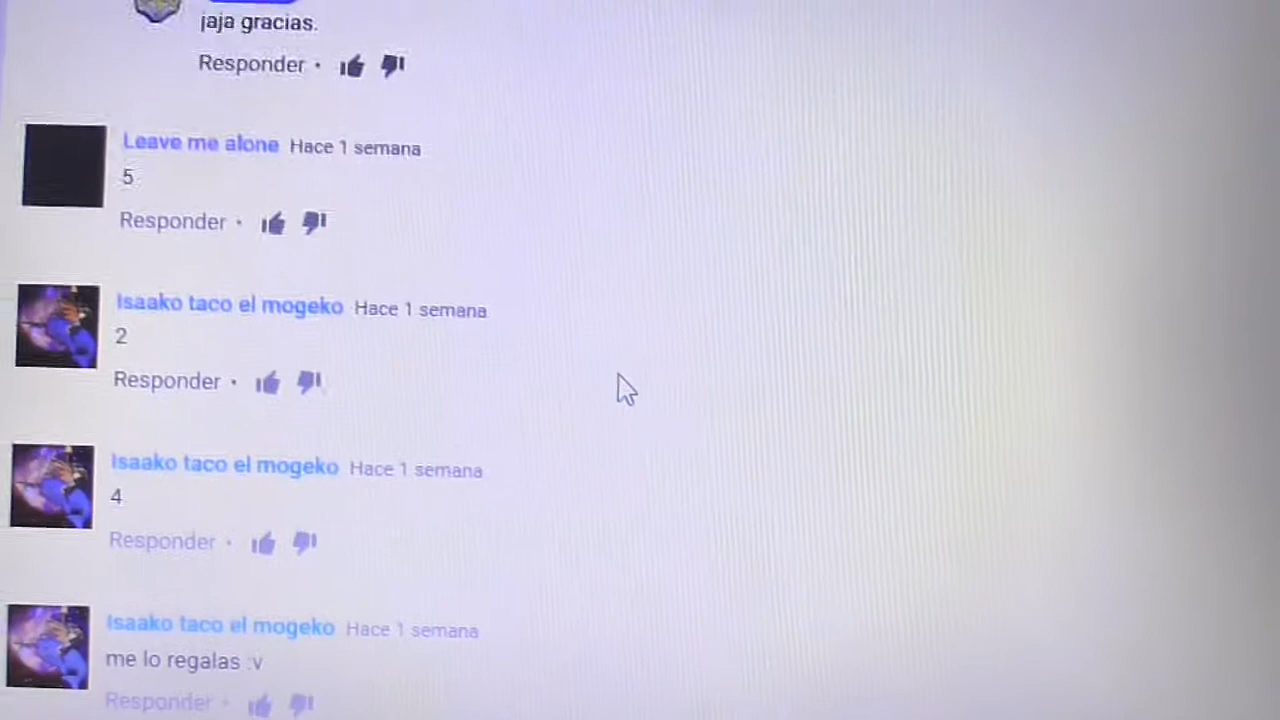 jaja gracias.
Responder •
Leave me alone Hace 1 semana
5
Responder •
Isaako taco el mogeko Hace 1 semana
2
Responder •
Isaako taco el mogeko Hace 1 semana
4
Responder •
Isaako taco el mogeko Hace 1 semana
me lo regalas :v
Responder •